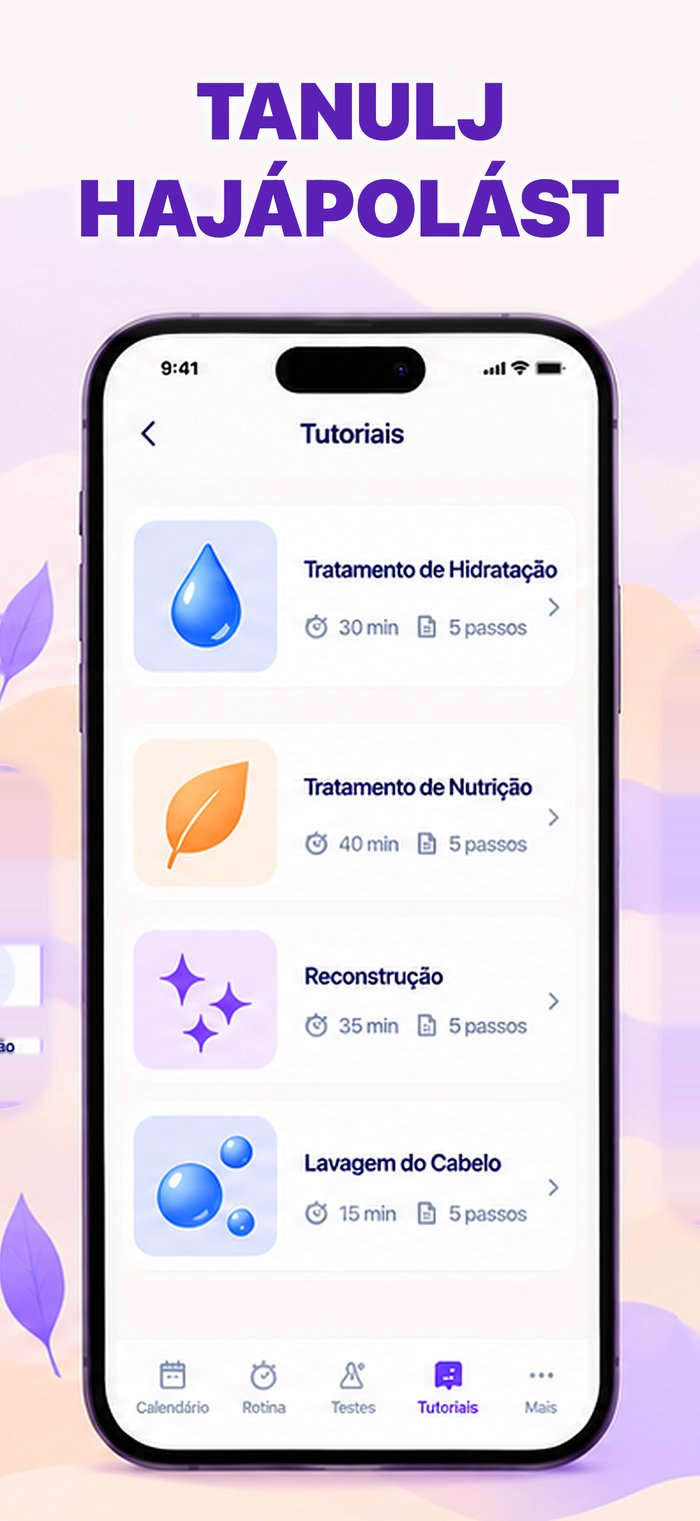 TANULJ
HAJÁPOLÁST
9:41
Tutoriais
Tratamento de Hidratação
30 min 5 passos
Tratamento de Nutrição
40 min 5 passos
Reconstrução
35 min 5 passos
ão
Lavagem do Cabelo
15 min 5 passos
Calendário Rotina Testes Tutoriais Mais